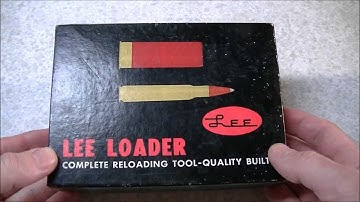 LEE
LEE LOADER
COMPLETE RELOADING TOOL-QUALITY BUILT